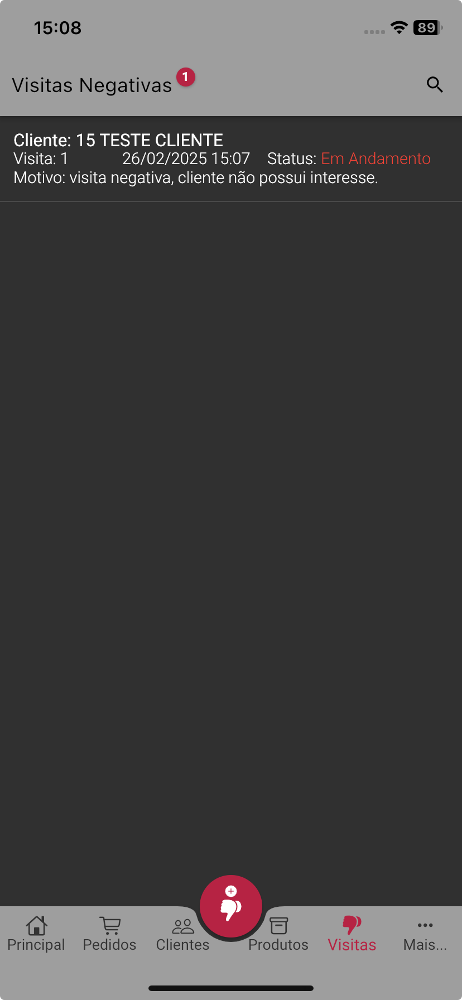 15:08
89
Visitas Negativas 1
Cliente: 15 TESTE CLIENTE
Visita: 1 26/02/2025 15:07 Status: Em Andamento
Motivo: visita negativa, cliente não possui interesse.
Principal Pedidos Clientes Produtos Visitas Mais...